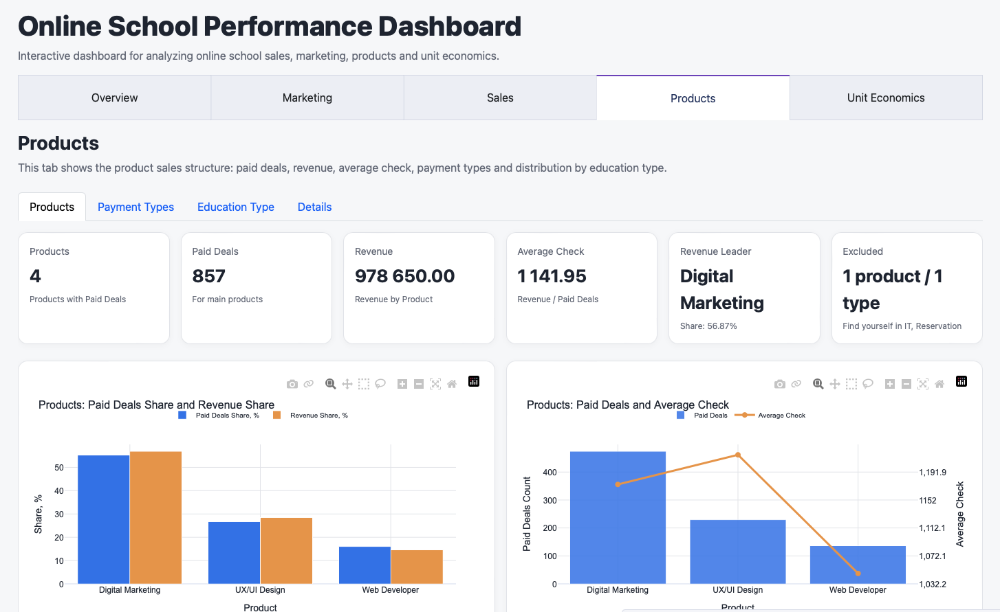 Online School Performance Dashboard
Interactive dashboard for analyzing online school sales, marketing, products and unit economics.
Overview
Marketing
Sales
Products
Unit Economics
Products
This tab shows the product sales structure: paid deals, revenue, average check, payment types and distribution by education type.
Products
Payment Types
Education Type
Details
Products
4
Products with Paid Deals
Paid Deals
857
For main products
Revenue
978 650.00
Revenue by Product
Average Check
1 141.95
Revenue / Paid Deals
Revenue Leader
Digital
Marketing
Share: 56.87%
Excluded
1 product / 1
type
Find yourself in IT, Reservation
Products: Paid Deals Share and Revenue Share
Paid Deals Share, %
Revenue Share, %
Share, %
50
40
30
20
10
0
Digital Marketing
UX/UI Design
Web Developer
Product
Products: Paid Deals and Average Check
Paid Deals
Average Check
Paid Deals Count
400
300
200
100
0
1,191.9
1152
1,112.1
1,072.1
1,032.2
Average Check
Digital Marketing
UX/UI Design
Web Developer
Product